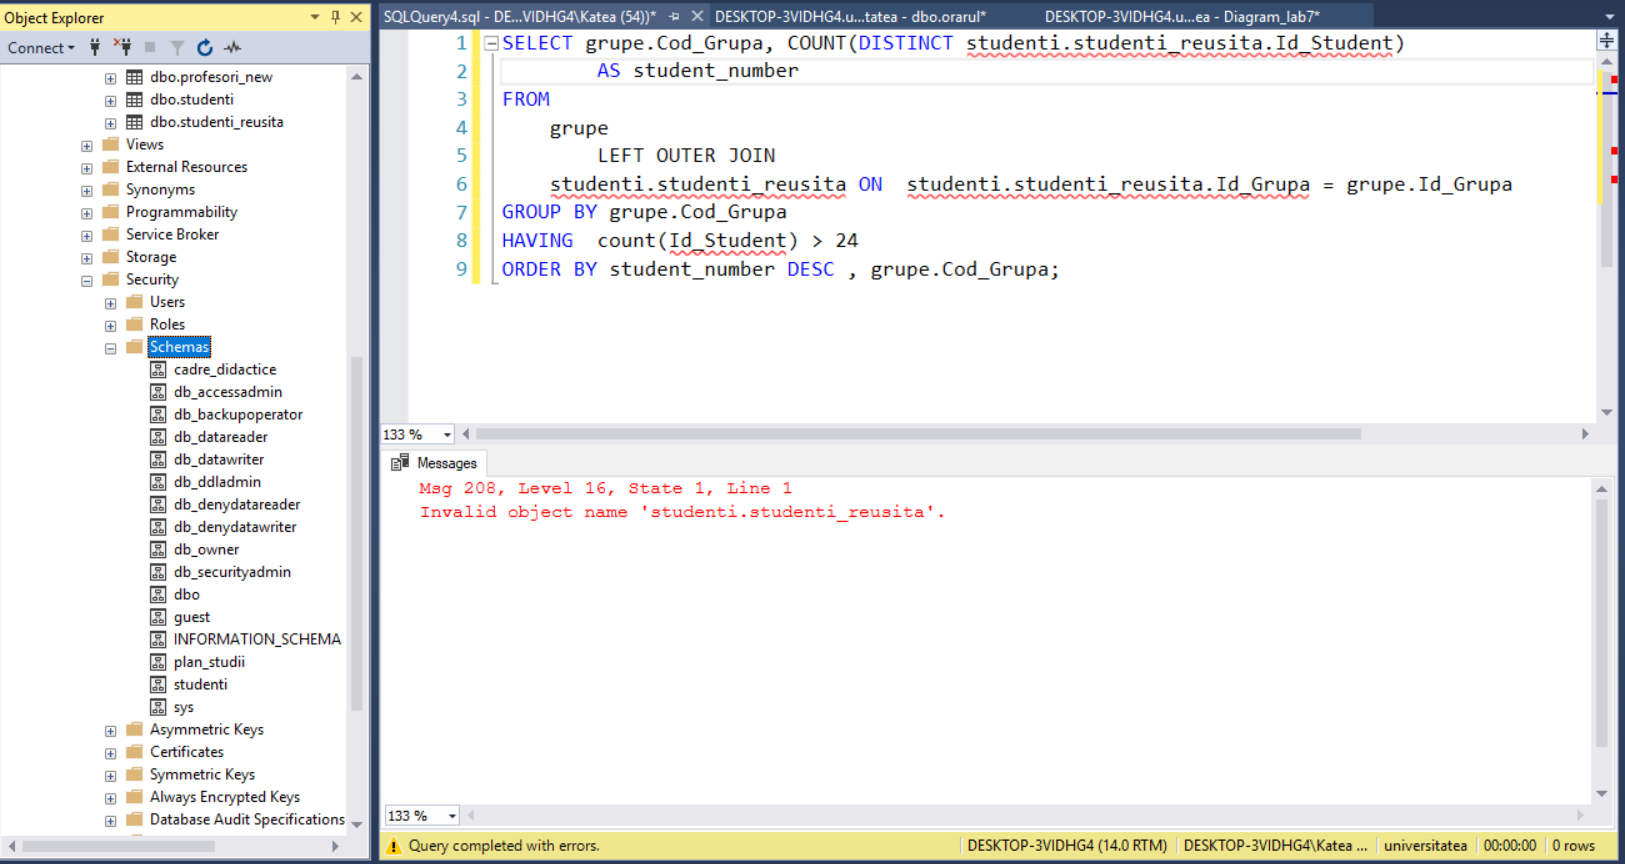 Object Explorer
Connect
dbo.profesori_new
dbo.studenti
dbo.studenti_reusita
Views
External Resources
Synonyms
Programmability
Service Broker
Storage
Security
Users
Roles
Schemas
cadre_didactice
db_accessadmin
db_backupoperator
db_datareader
db_datawriter
db_ddladmin
db_denydatareader
db_denydatawriter
db_owner
db_securityadmin
dbo
guest
INFORMATION_SCHEMA
plan_studii
studenti
sys
Asymmetric Keys
Certificates
Symmetric Keys
Always Encrypted Keys
Database Audit Specifications
SQLQuery4.sql - DE...VIDHG4\Katea (54))* DESKTOP-3VIDHG4.u...tatea - dbo.orarul* DESKTOP-3VIDHG4.u...ea - Diagram_lab7*
1 SELECT grupe.Cod_Grupa, COUNT(DISTINCT studenti.studenti_reusita.Id_Student)
2 AS student_number
3 FROM
4 grupe
5 LEFT OUTER JOIN
6 studenti.studenti_reusita ON studenti.studenti_reusita.Id_Grupa = grupe.Id_Grupa
7 GROUP BY grupe.Cod_Grupa
8 HAVING count(Id_Student) > 24
9 ORDER BY student_number DESC , grupe.Cod_Grupa;
133 %
Messages
Msg 208, Level 16, State 1, Line 1
Invalid object name 'studenti.studenti_reusita'.
133 %
Query completed with errors. DESKTOP-3VIDHG4 (14.0 RTM) DESKTOP-3VIDHG4\Katea ... universitatea 00:00:00 0 rows